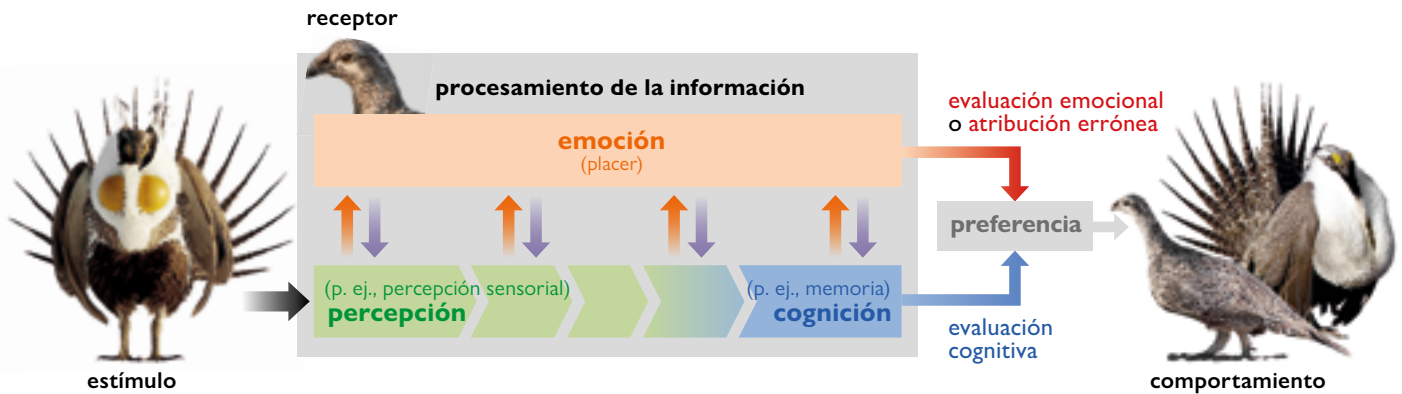 receptor
procesamiento de la información
emoción
(placer)
evaluación emocional
o atribución errónea
preferencia
(p. ej., percepción sensorial)
percepción
(p. ej., memoria)
cognición
evaluación
cognitiva
estímulo
comportamiento